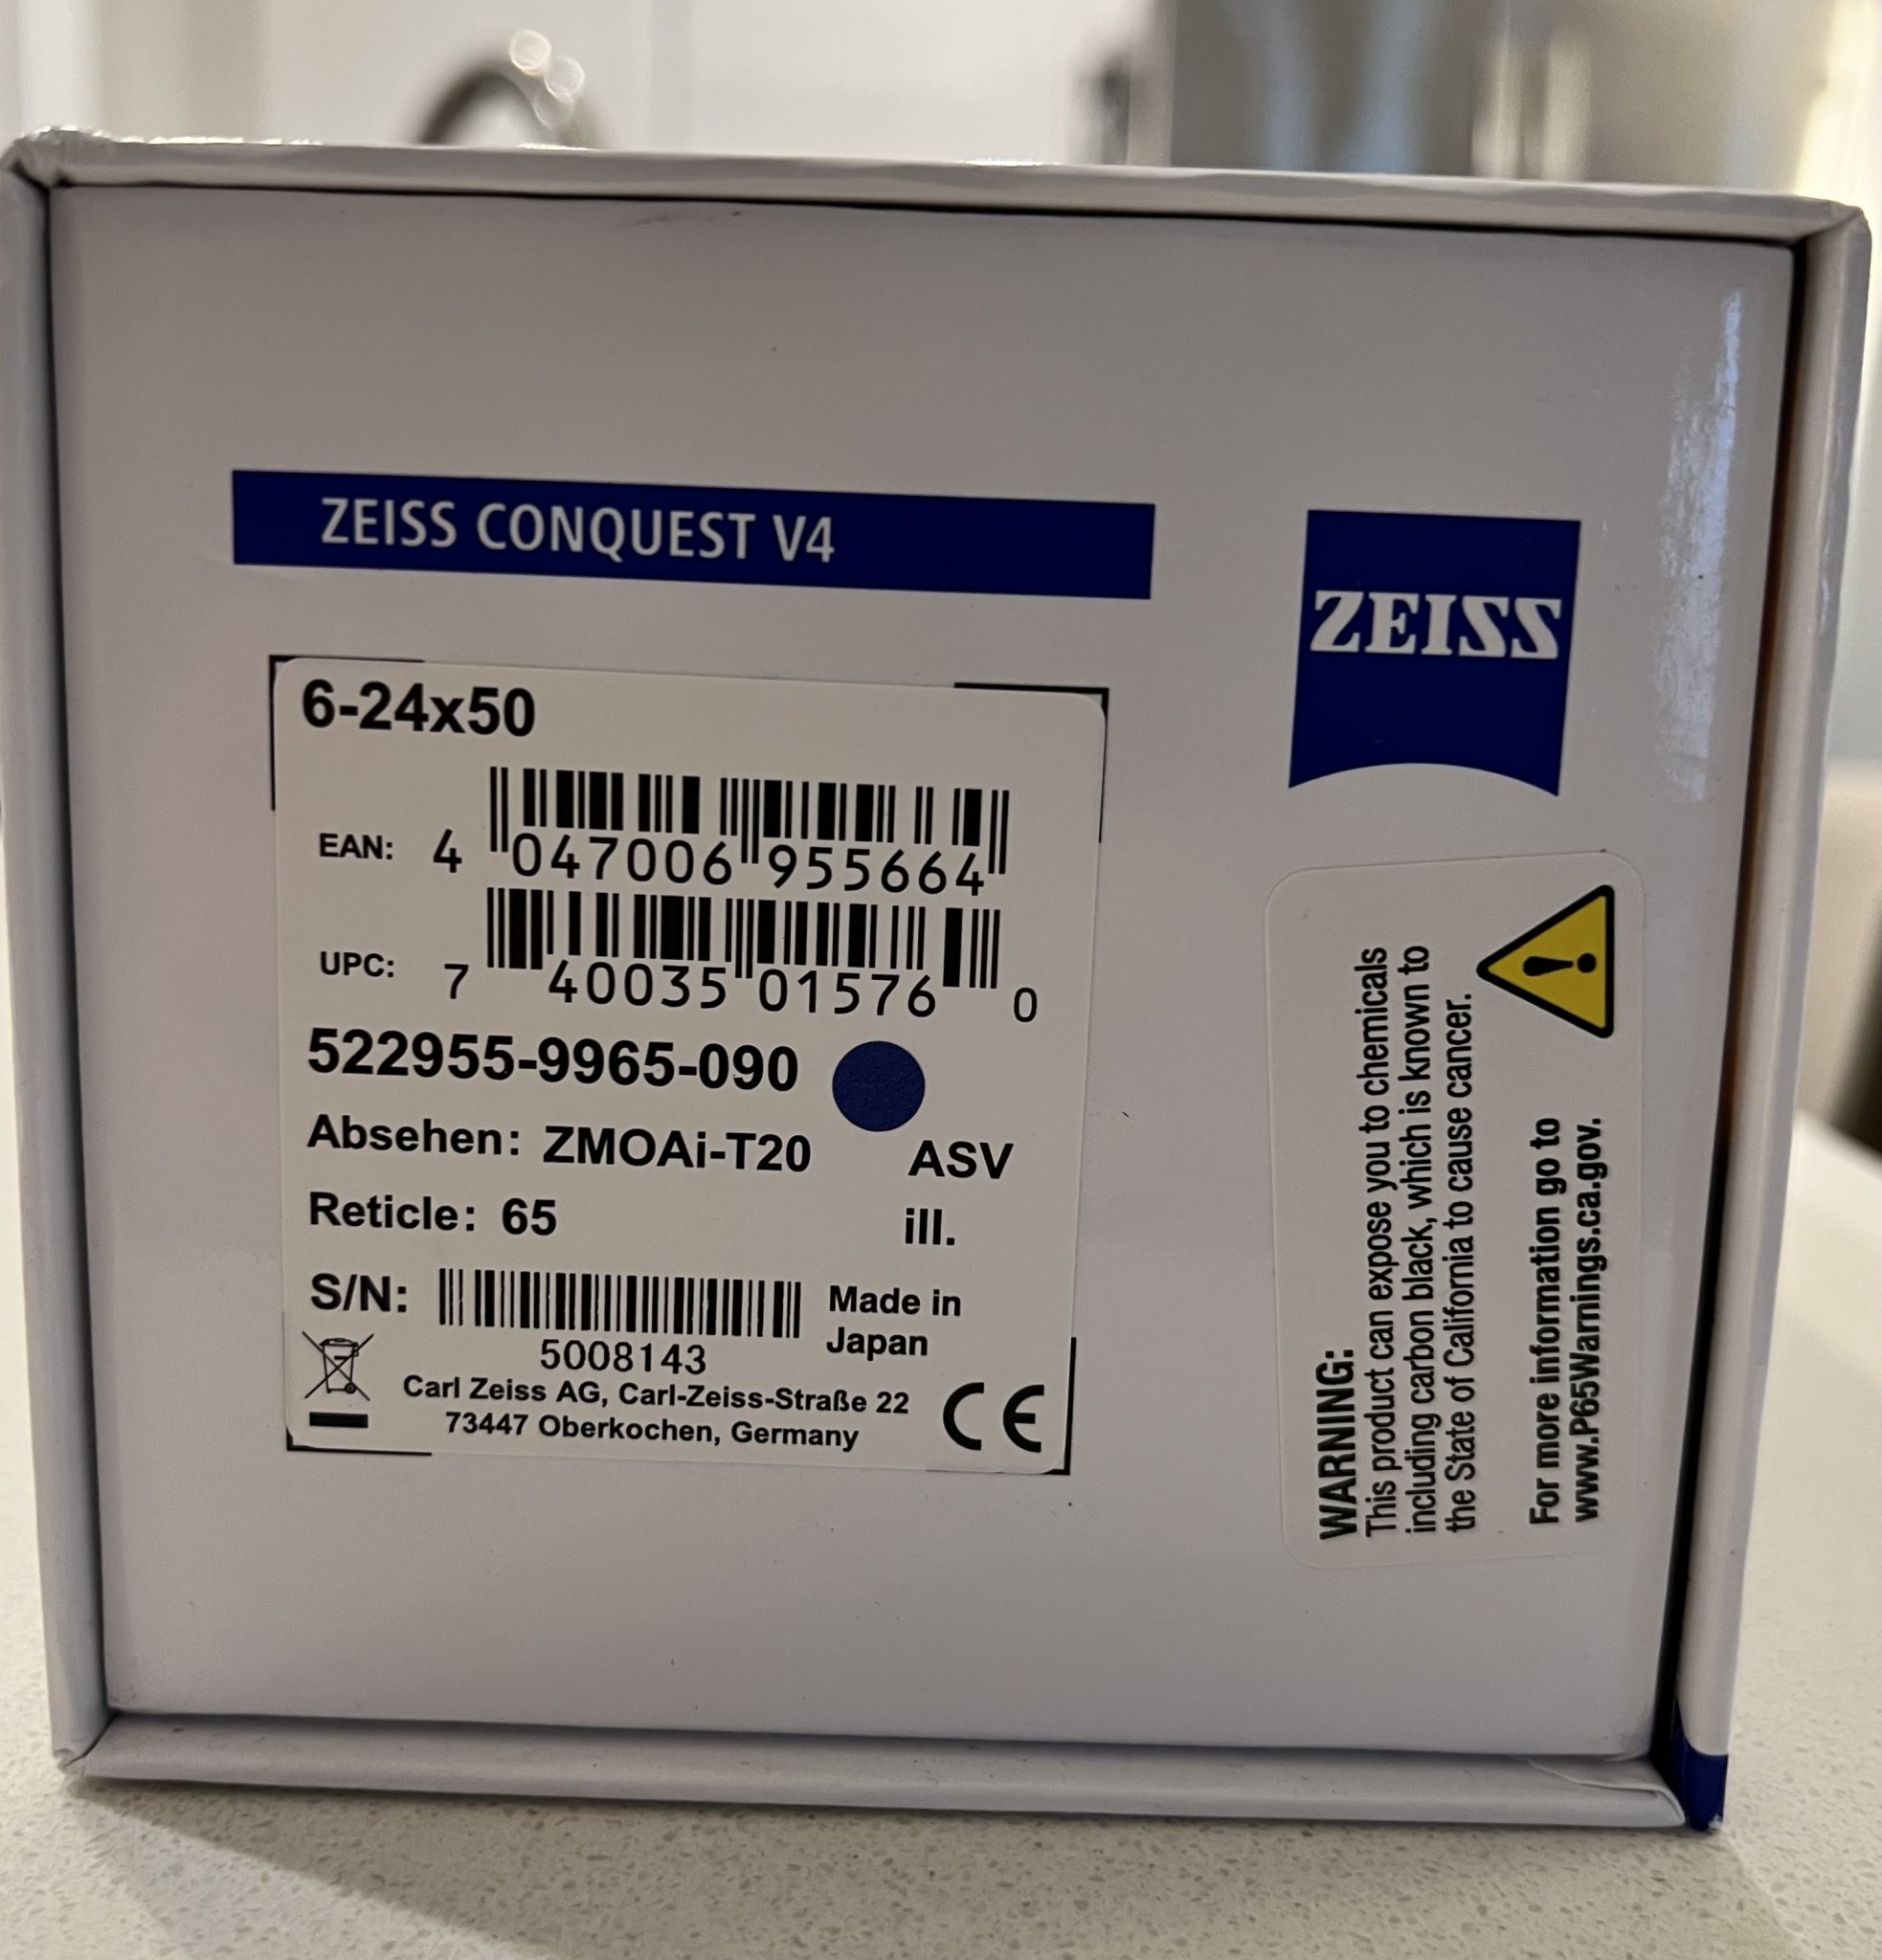 ZEISS CONQUEST V4
ZEISS
6-24x50
EAN: 4 047006 955664
UPC: 7 40035 01576 0
522955-9965-090
Absehen: ZMOAi-T20 ASV
Reticle: 65 ill.
S/N: Made in
Japan
5008143
Carl Zeiss AG, Carl-Zeiss-Straße 22
73447 Oberkochen, Germany
CE
WARNING:
This product can expose you to chemicals
including carbon black, which is known to
the State of California to cause cancer.
For more information go to
www.P65Warnings.ca.gov.